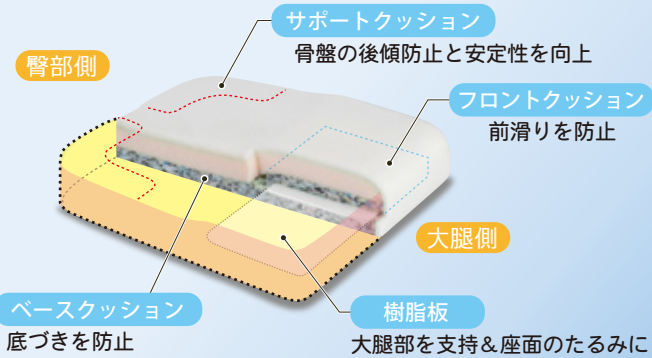 サポートクッション
骨盤の後傾防止と安定性を向上
臀部側
フロントクッション
前滑りを防止
大腿側
ベースクッション
底づきを防止
樹脂板
大腿部を支持&座面のたるみに